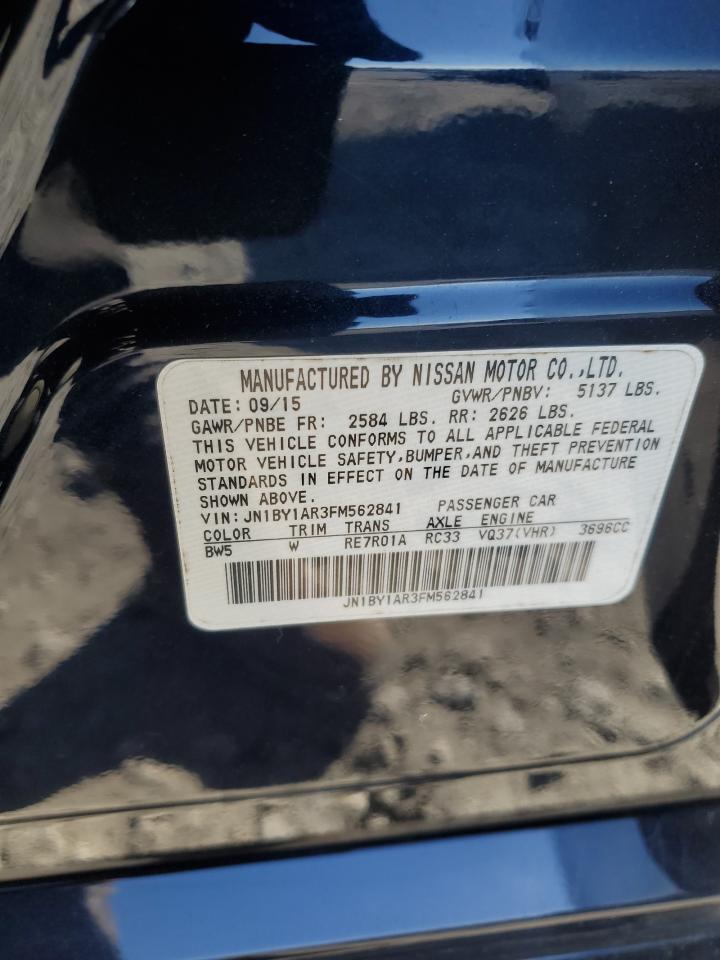 MANUFACTURED BY NISSAN MOTOR CO.,LTD.
DATE: 09/15 GVWR/PNBV: 5137 LBS.
GAWR/PNBE FR: 2584 LBS. RR: 2626 LBS.
THIS VEHICLE CONFORMS TO ALL APPLICABLE FEDERAL
MOTOR VEHICLE SAFETY,BUMPER,AND THEFT PREVENTION
STANDARDS IN EFFECT ON THE DATE OF MANUFACTURE
SHOWN ABOVE.
VIN: JN1BY1AR3FM562841 PASSENGER CAR
COLOR TRIM TRANS AXLE ENGINE
BW5 W RE7R01A RC33 VQ37(VHR) 3696CC
JN1BY1AR3FM562841